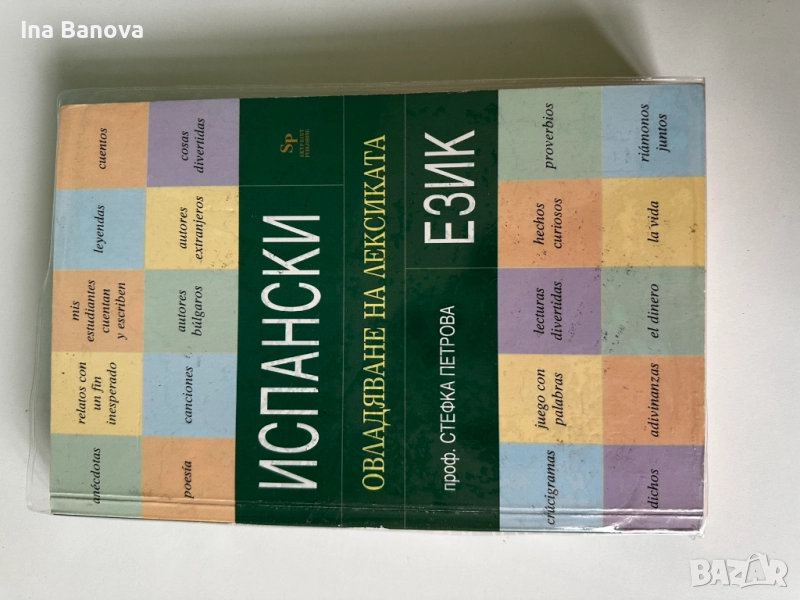 Ina Banova
anécdotas
relatos con
un fin
inesperado
mis
estudiantes
cuentan
y escriben
leyendas
cuentos
poesía
canciones
autores
búlgaros
autores
extranjeros
cosas
divertidas
ИСПАНСКИ
SP
ОВЛАДЯВАНЕ НА ЛЕКСИКАТА
проф. СТЕФКА ПЕТРОВА
ЕЗИК
crúcigramas
juego con
palabras
lecturas
divertidas
hechos
curiosos
proverbios
dichos
adivinanzas
el dinero
la vida
riámonos
juntos
BAZAR